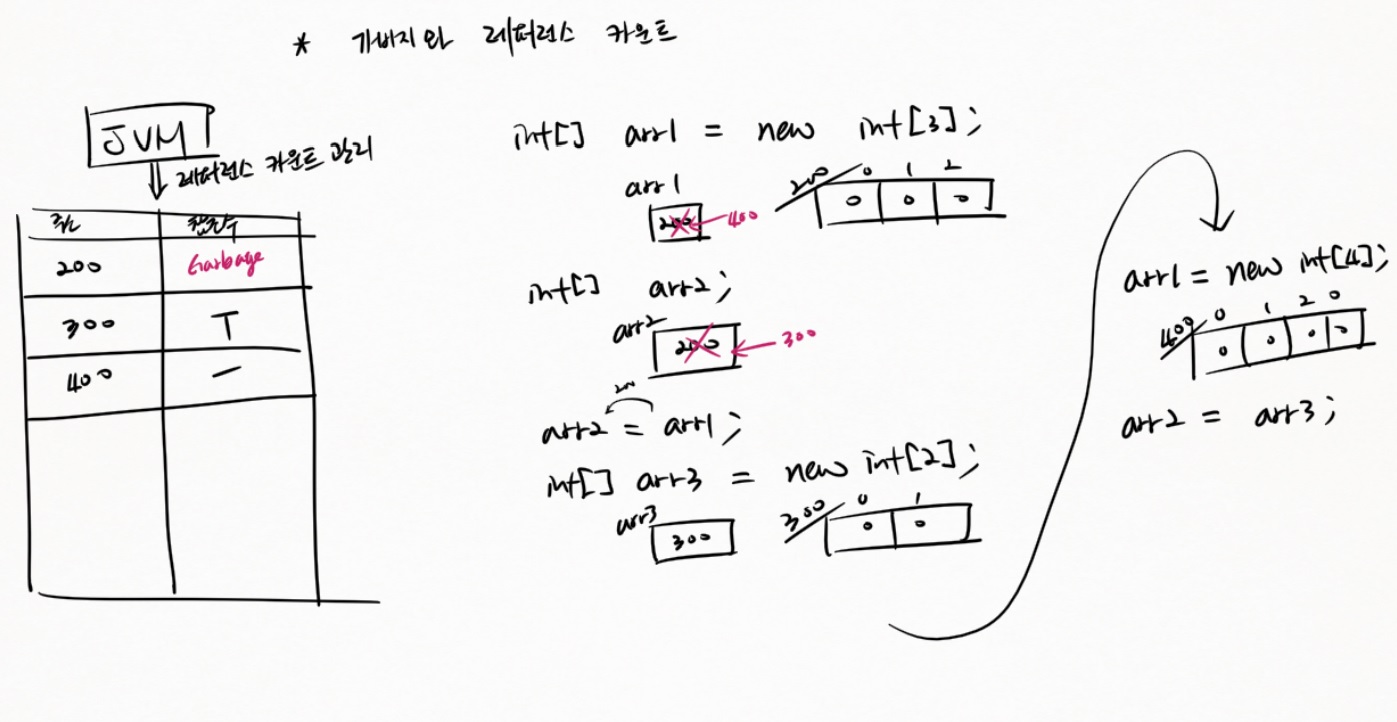 * 가비지와 레퍼런스 카운트
JVM
레퍼런스 카운트 관리
주소
200 Garbage
300 T
400 一
int[] arr1 = new int[3];
arr1
200 400
200 0 1 2
0 0 0
int[] arr2;
arr2
200 300
200
arr2 = arr1;
int[] arr3 = new int[2];
arr3
300
300 0 1
0 0
arr1 = new int[4];
400 0 1 2 0
0 0 0 0
arr2 = arr3;